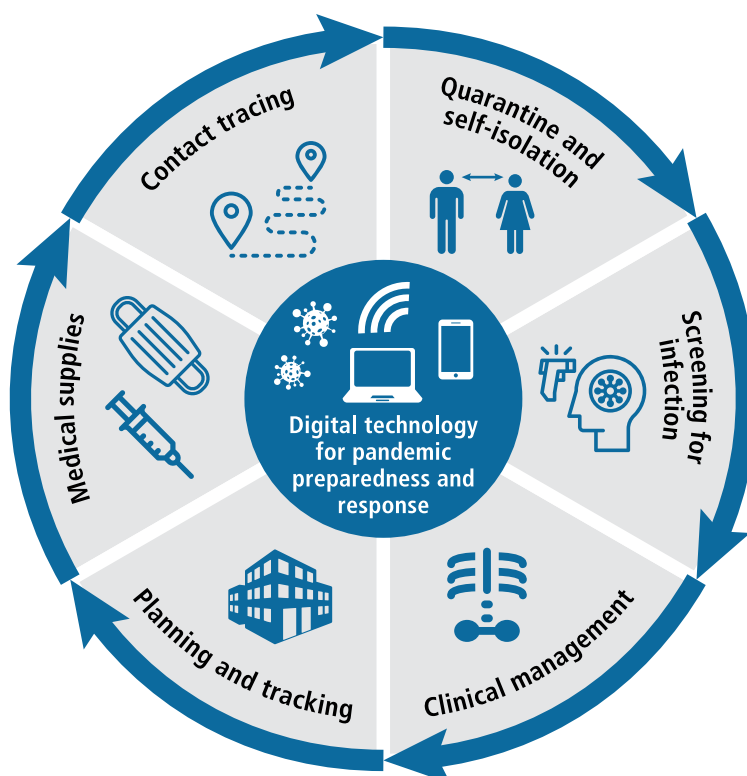 Contact tracing
Quarantine and
self-isolation
Screening for
infection
Clinical management
Planning and tracking
Medical supplies
Digital technology
for pandemic
preparedness and
response